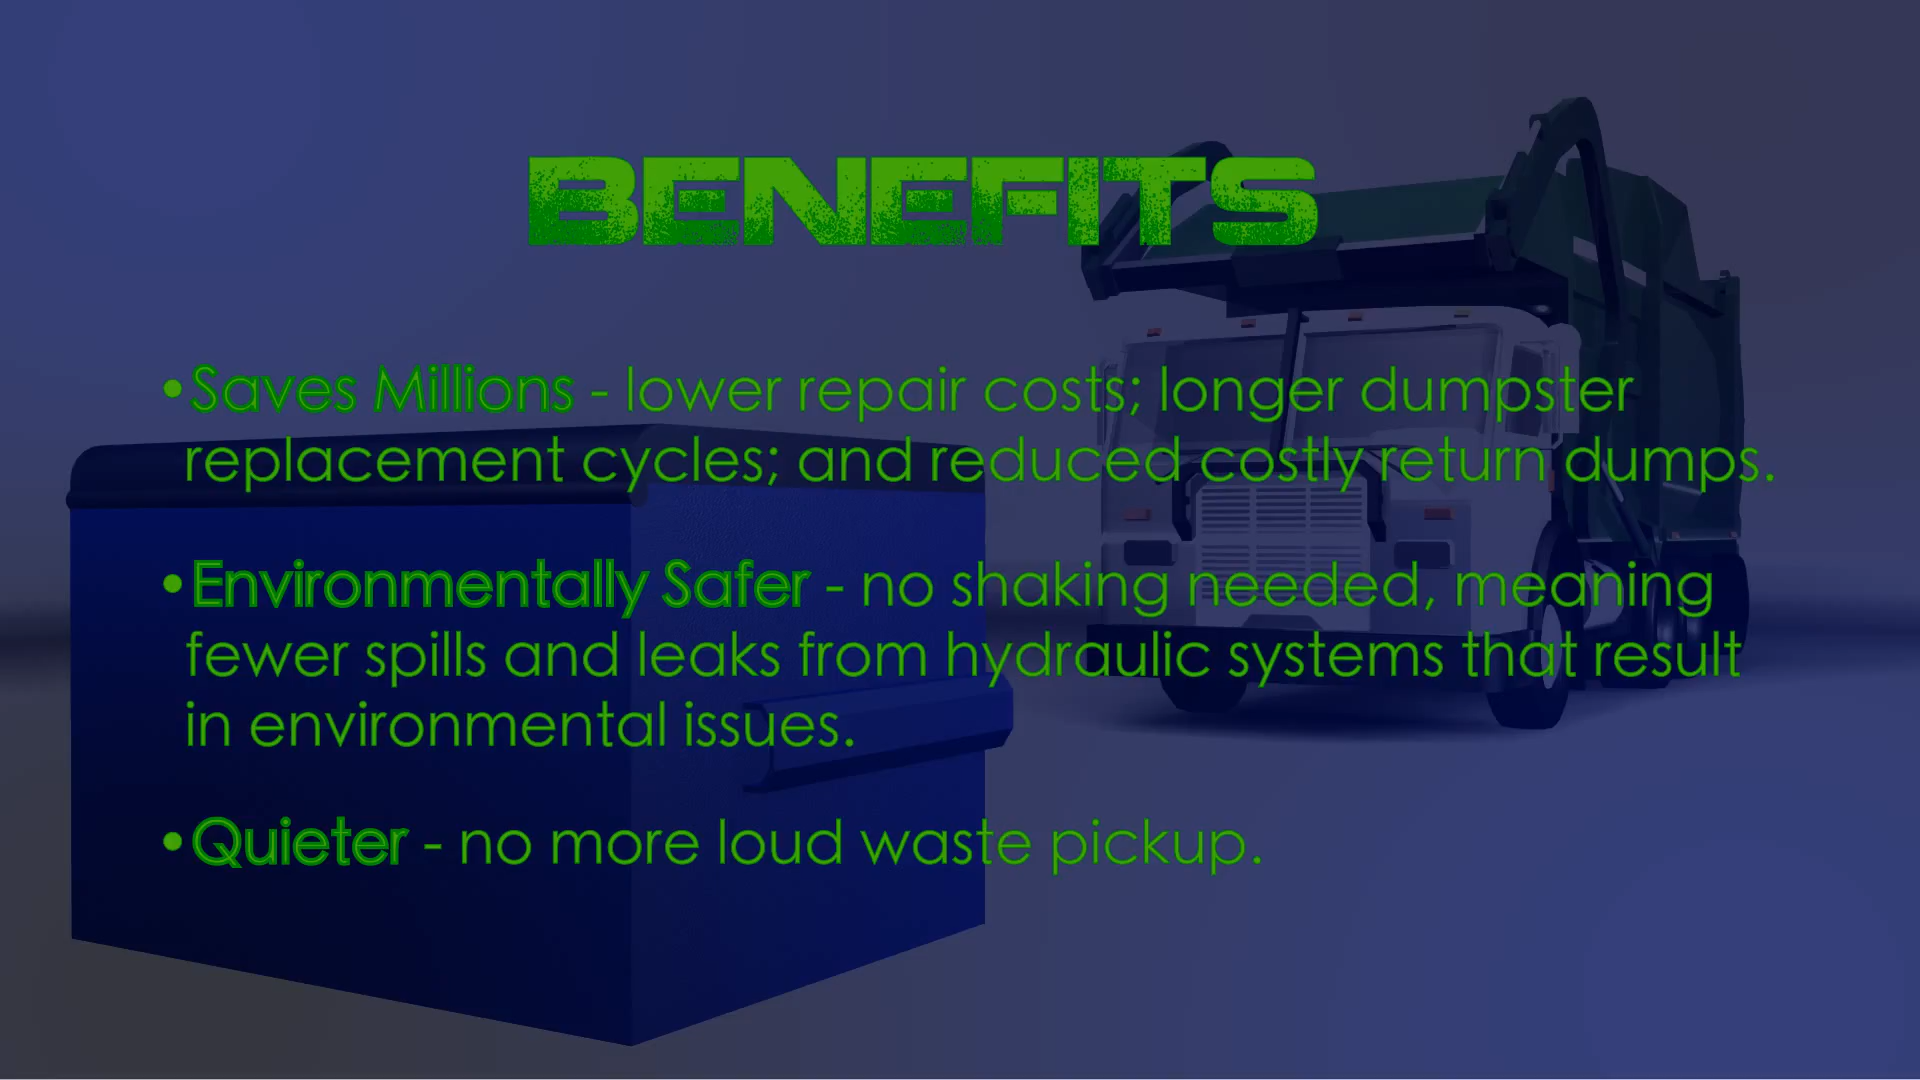 BENEFITS
•Saves Millions - lower repair costs; longer dumpster
replacement cycles; and reduced costly return dumps.
•Environmentally Safer - no shaking needed, meaning
fewer spills and leaks from hydraulic systems that result
in environmental issues.
•Quieter - no more loud waste pickup.